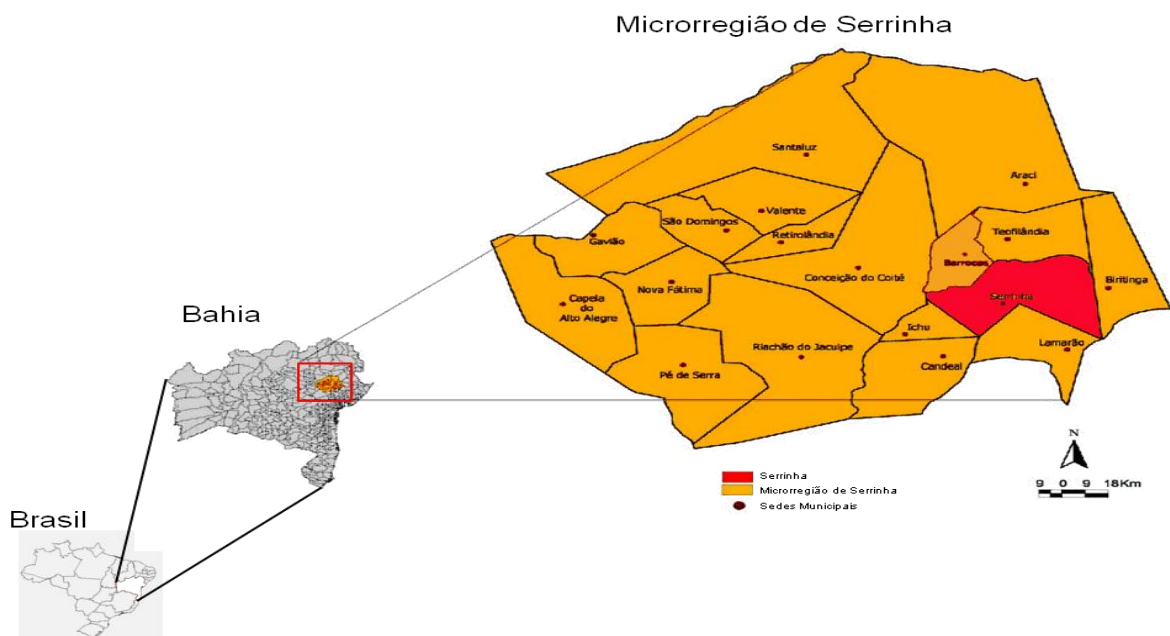 Microrregião de Serrinha
Santaluz
Araci
Valente
São Domingos
Retirolândia
Gavião
Teofilândia
Barrocas
Conceição do Coité
Nova Fátima
Biritinga
Capela
do
Alto Alegre
Serrinha
Ichu
Lamarão
Riachão do Jacuipe
Candeal
Pé de Serra
Bahia
N
9 0 9 18Km
Serrinha
Microrregião de Serrinha
Sedes Municipais
Brasil